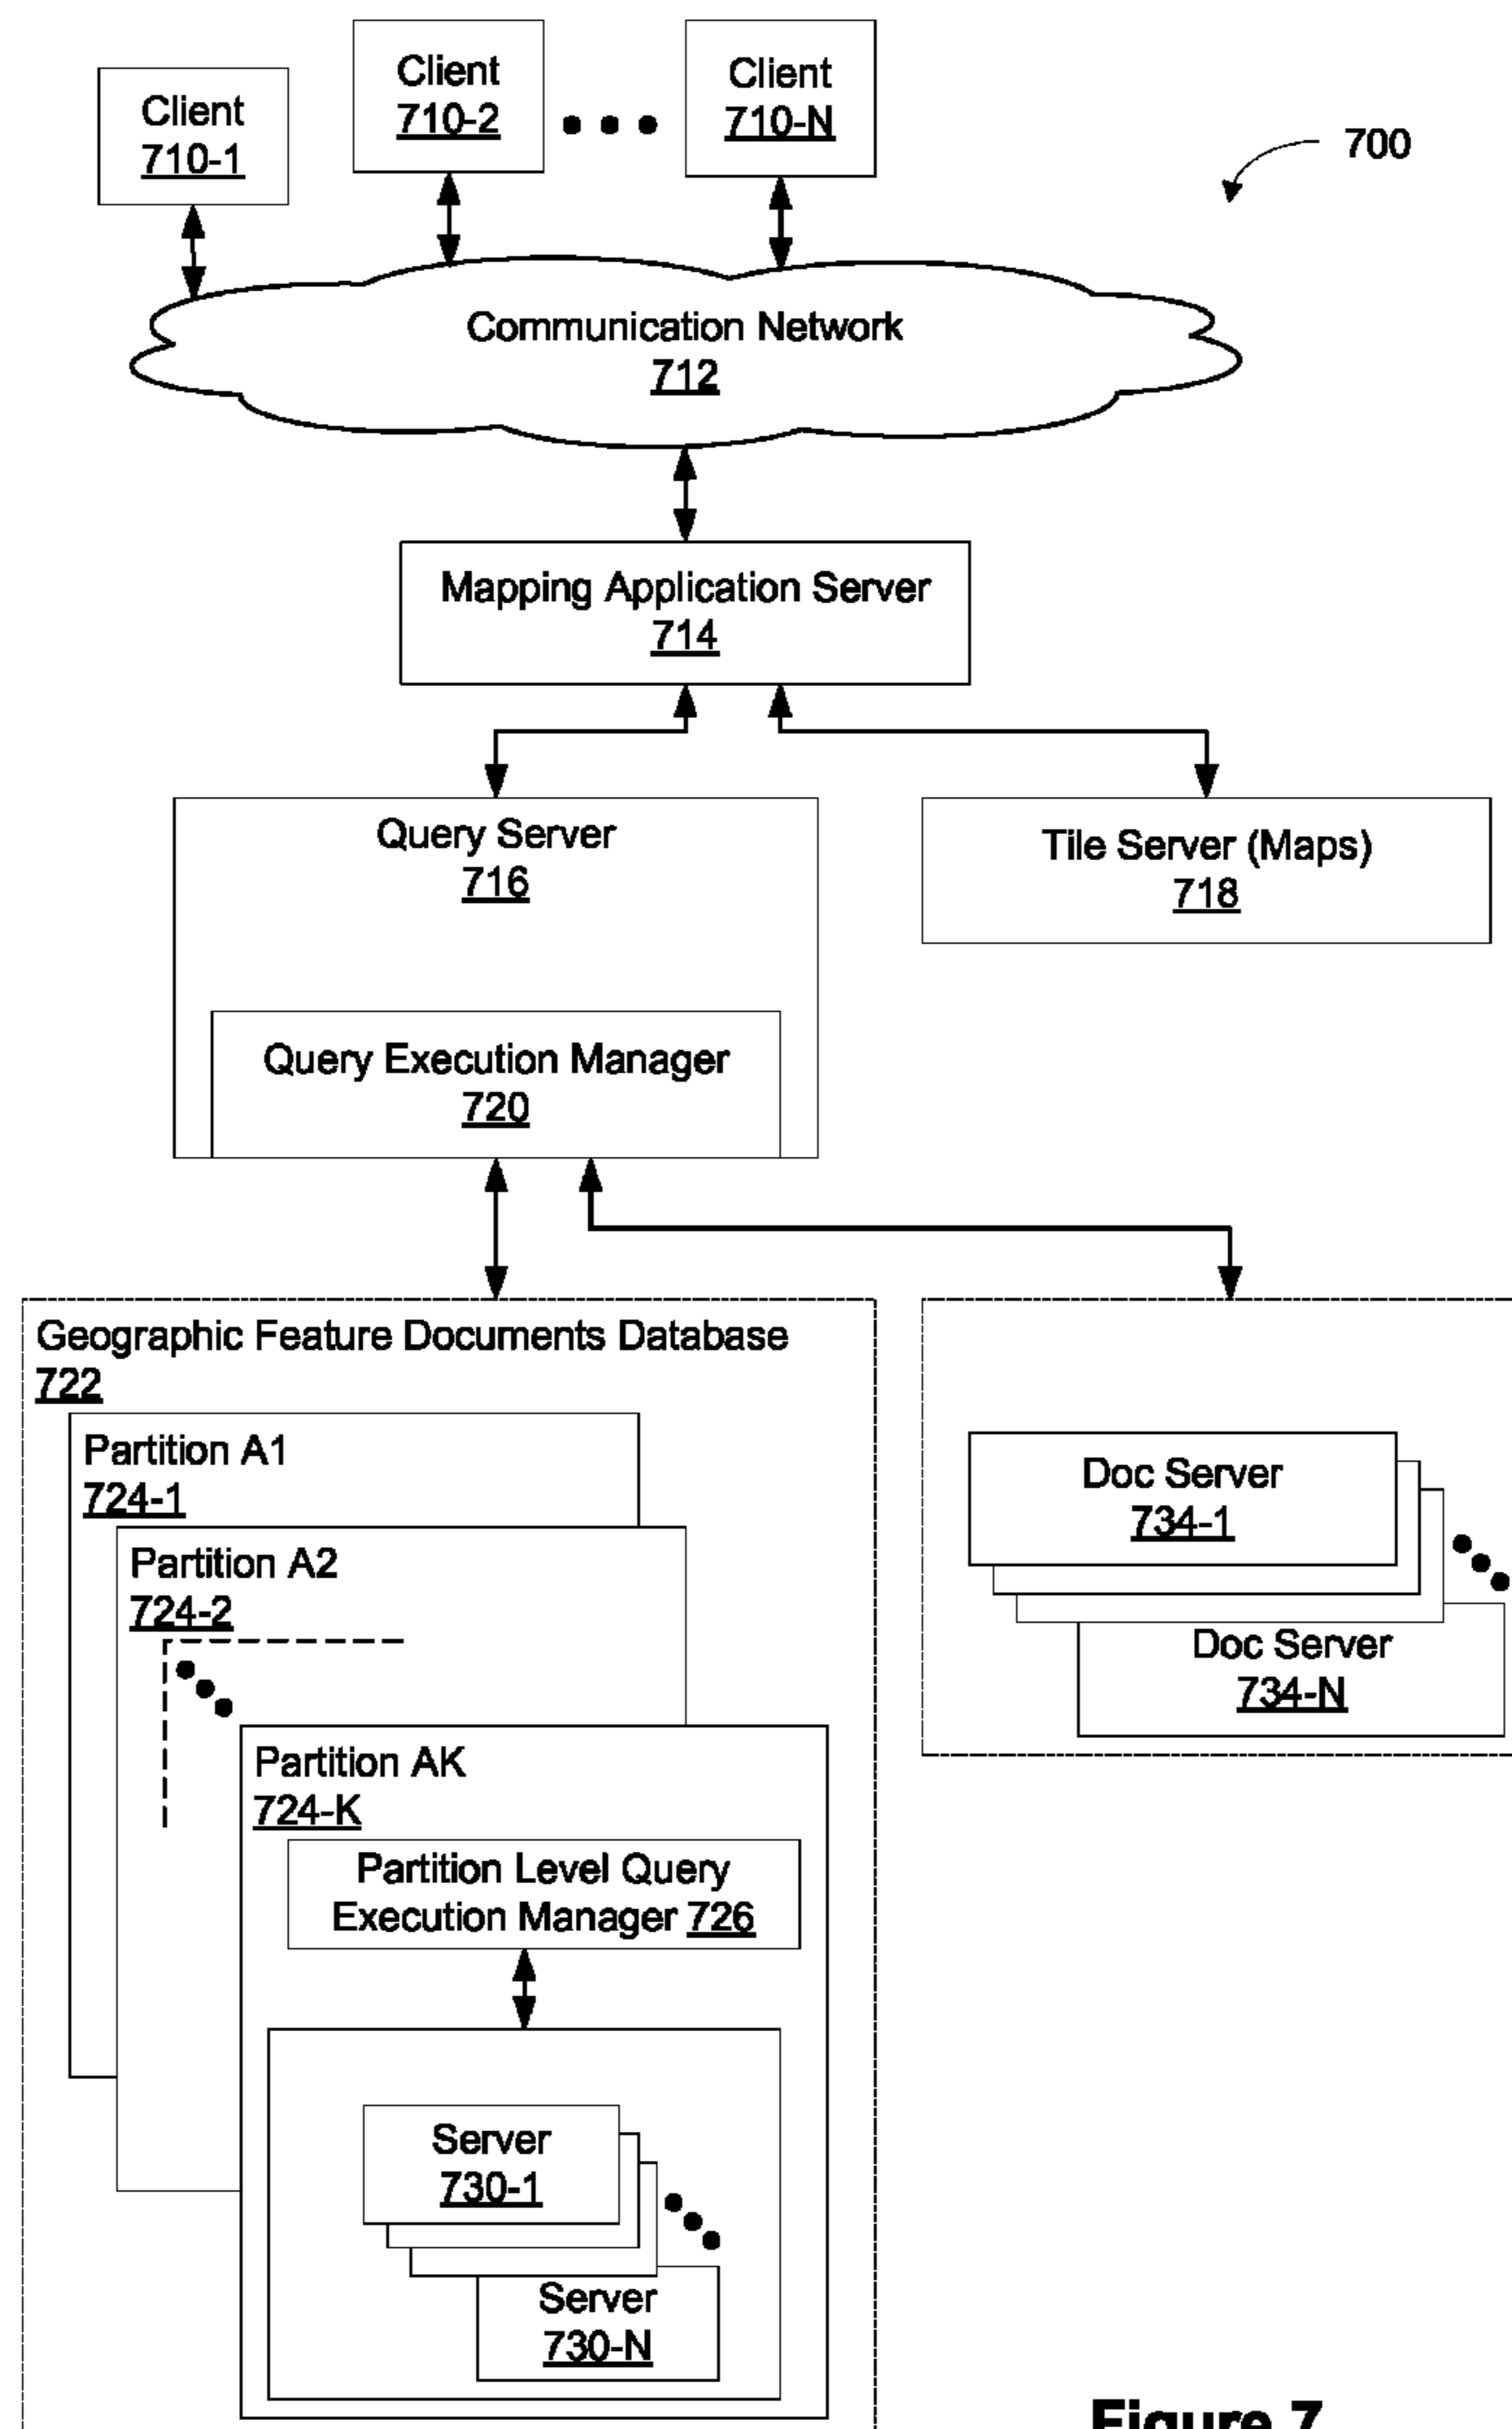 Client
710-1
Client
710-2
Client
710-N
700
Communication Network
712
Mapping Application Server
714
Query Server
716
Tile Server (Maps)
718
Query Execution Manager
720
Geographic Feature Documents Database
722
Partition A1
724-1
Partition A2
724-2
Partition AK
724-K
Partition Level Query
Execution Manager 726
Server
730-1
Server
730-N
Doc Server
734-1
Doc Server
734-N
Figure 7